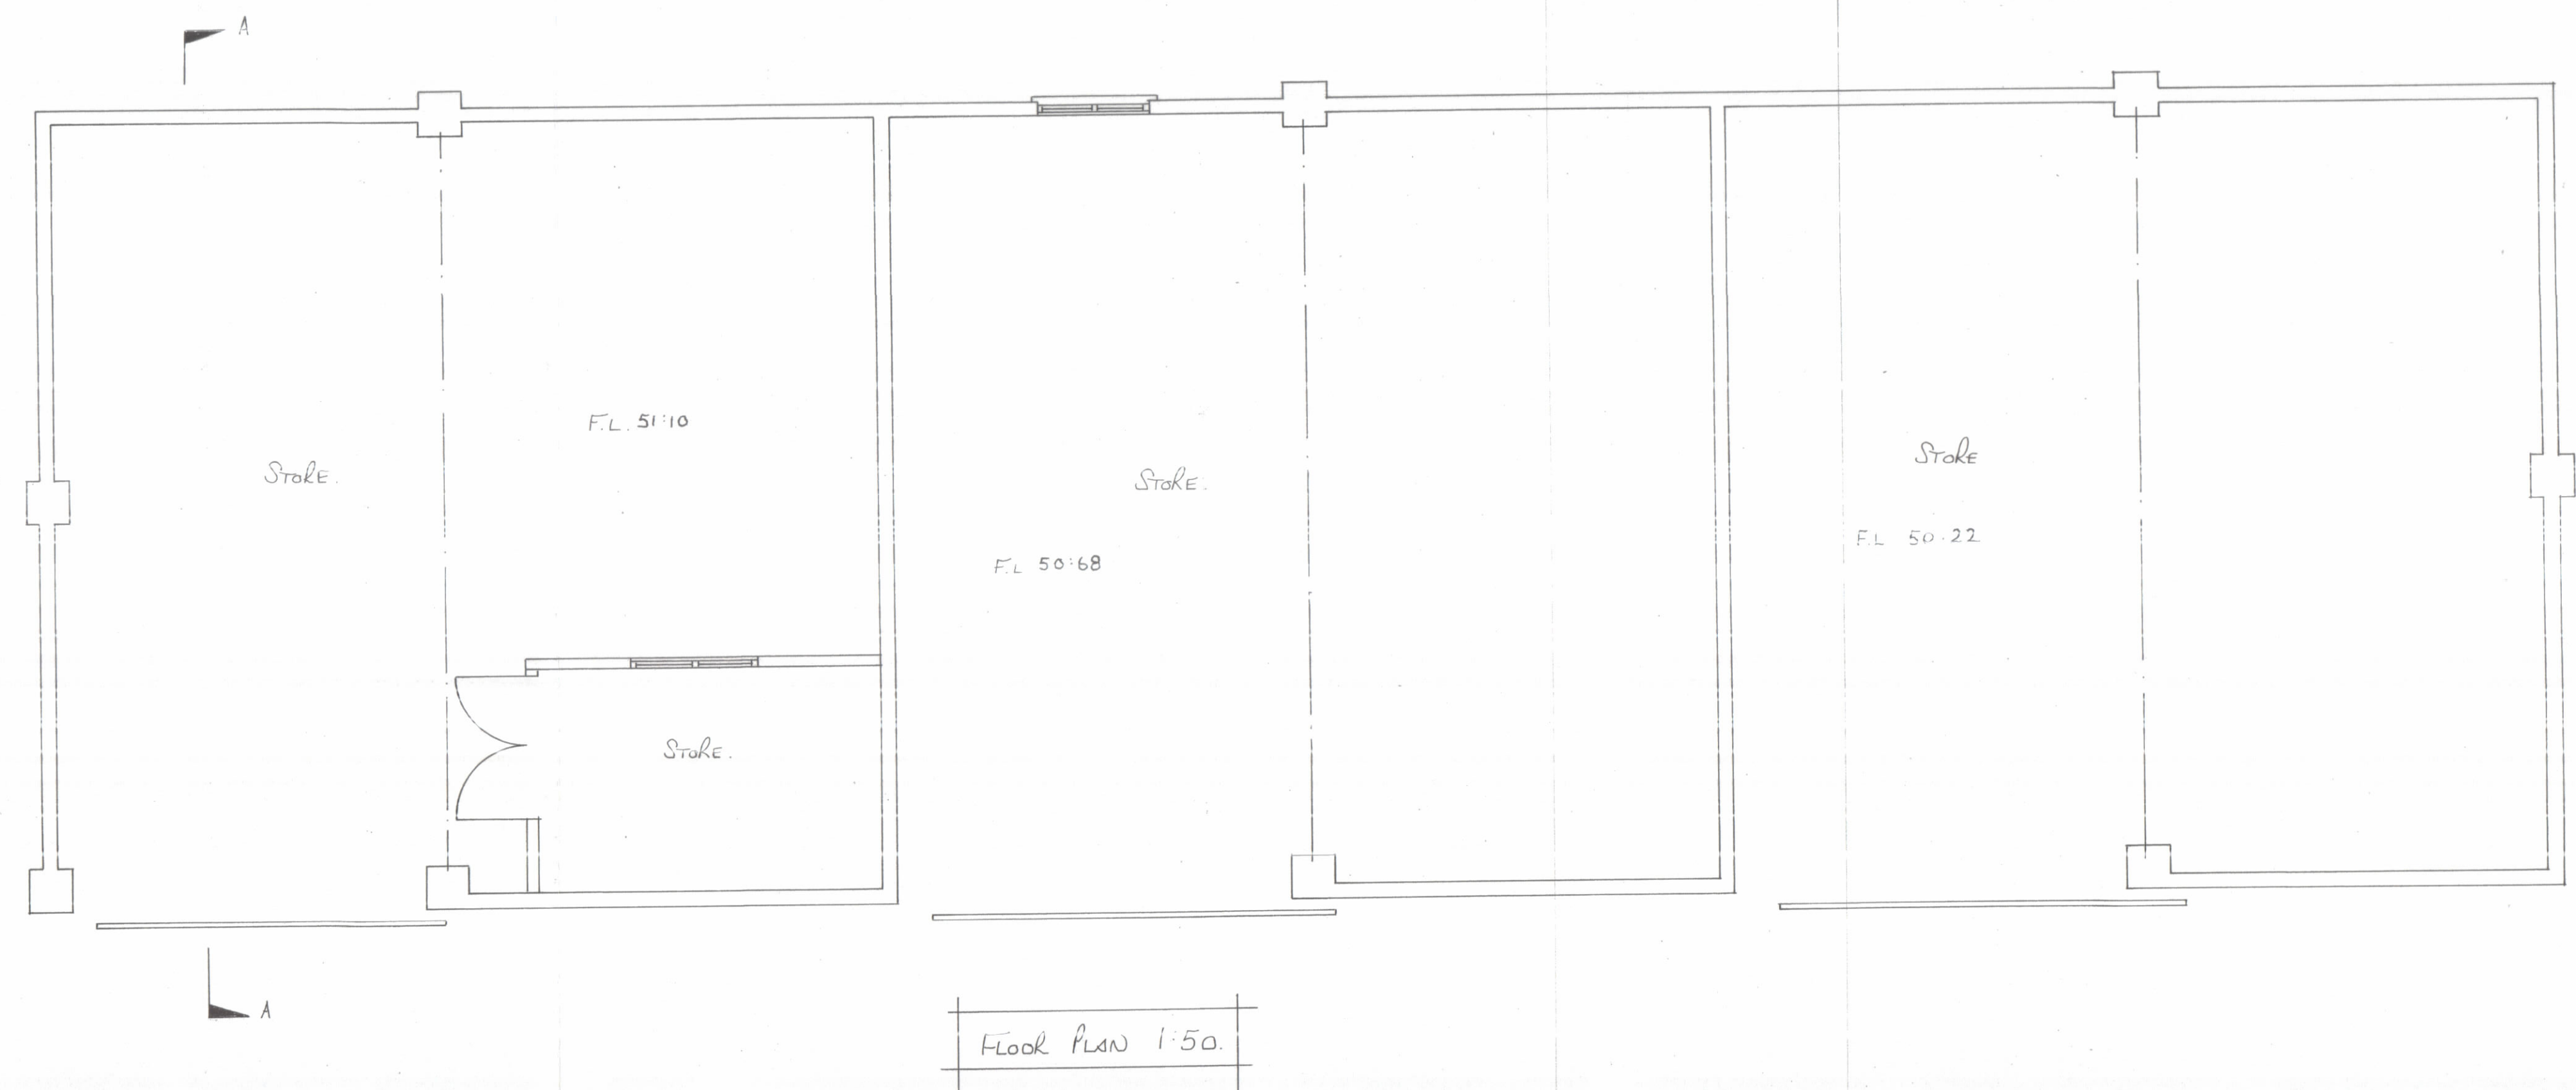 A
F.L. 51:10
STORE.
STORE.
STORE
F.L 50:68
F.L 50.22
STORE.
A
FLOOR PLAN 1:50.